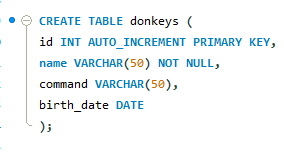 CREATE TABLE donkeys (
id INT AUTO_INCREMENT PRIMARY KEY,
name VARCHAR(50) NOT NULL,
command VARCHAR(50),
birth_date DATE
);